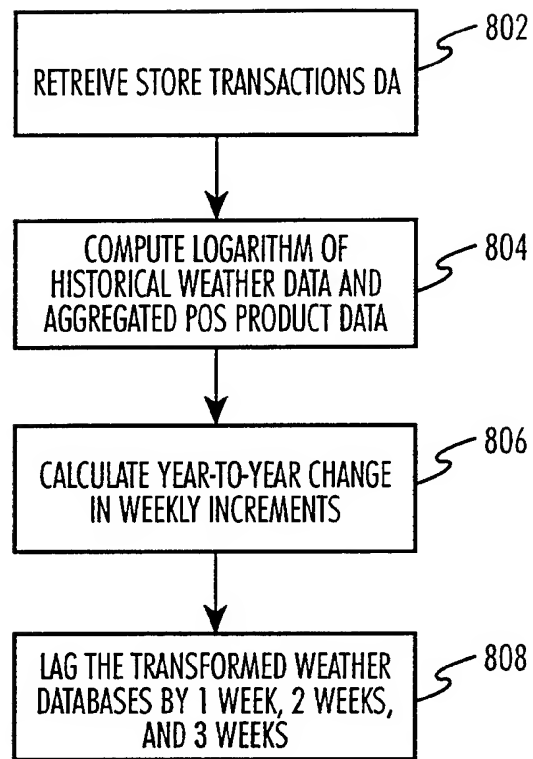 802
RETREIVE STORE TRANSACTIONS DA
804
COMPUTE LOGARITHM OF
HISTORICAL WEATHER DATA AND
AGGREGATED POS PRODUCT DATA
806
CALCULATE YEAR-TO-YEAR CHANGE
IN WEEKLY INCREMENTS
808
LAG THE TRANSFORMED WEATHER
DATABASES BY 1 WEEK, 2 WEEKS,
AND 3 WEEKS